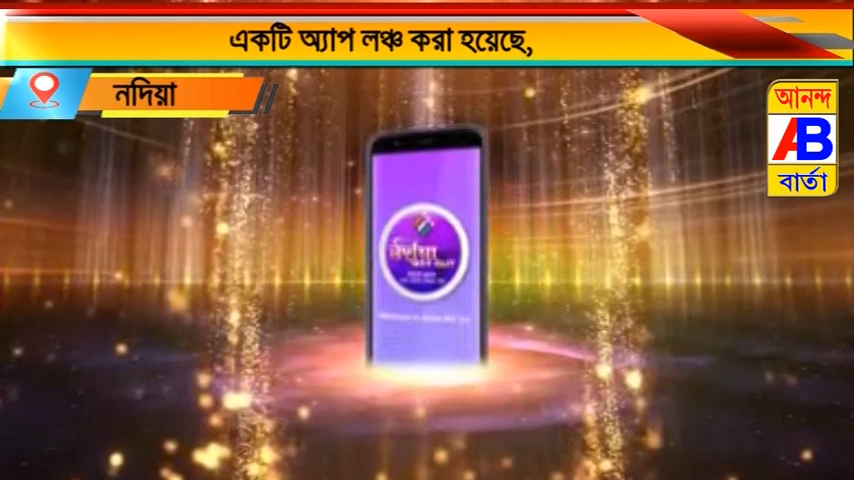 একটি অ্যাপ লঞ্চ করা হয়েছে,
নদিয়া
আনন্দ
AB
বার্তা